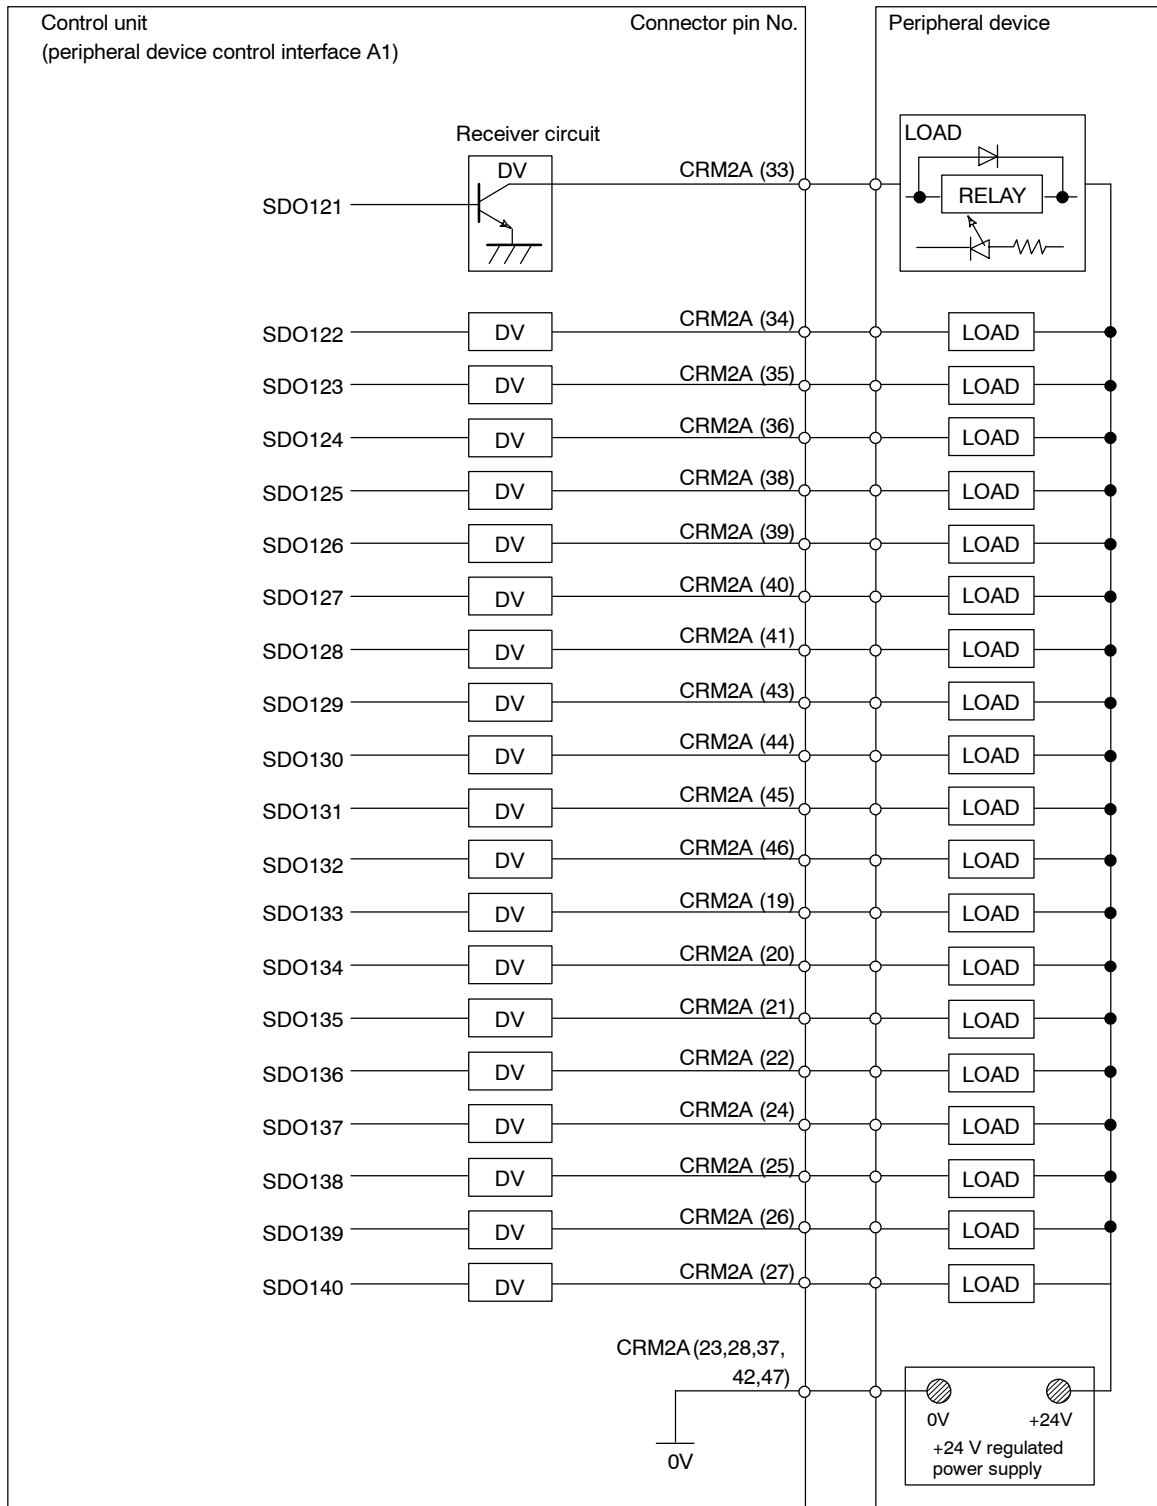 Control unit
(peripheral device control interface A1)
Connector pin No.
Peripheral device
Receiver circuit
LOAD
DV
CRM2A (33)
RELAY
SDO121
SDO122
DV
CRM2A (34)
LOAD
SDO123
DV
CRM2A (35)
LOAD
SDO124
DV
CRM2A (36)
LOAD
SDO125
DV
CRM2A (38)
LOAD
SDO126
DV
CRM2A (39)
LOAD
SDO127
DV
CRM2A (40)
LOAD
SDO128
DV
CRM2A (41)
LOAD
SDO129
DV
CRM2A (43)
LOAD
SDO130
DV
CRM2A (44)
LOAD
SDO131
DV
CRM2A (45)
LOAD
SDO132
DV
CRM2A (46)
LOAD
SDO133
DV
CRM2A (19)
LOAD
SDO134
DV
CRM2A (20)
LOAD
SDO135
DV
CRM2A (21)
LOAD
SDO136
DV
CRM2A (22)
LOAD
SDO137
DV
CRM2A (24)
LOAD
SDO138
DV
CRM2A (25)
LOAD
SDO139
DV
CRM2A (26)
LOAD
SDO140
DV
CRM2A (27)
LOAD
CRM2A (23,28,37,
42,47)
0V
0V
+24V
+24 V regulated
power supply